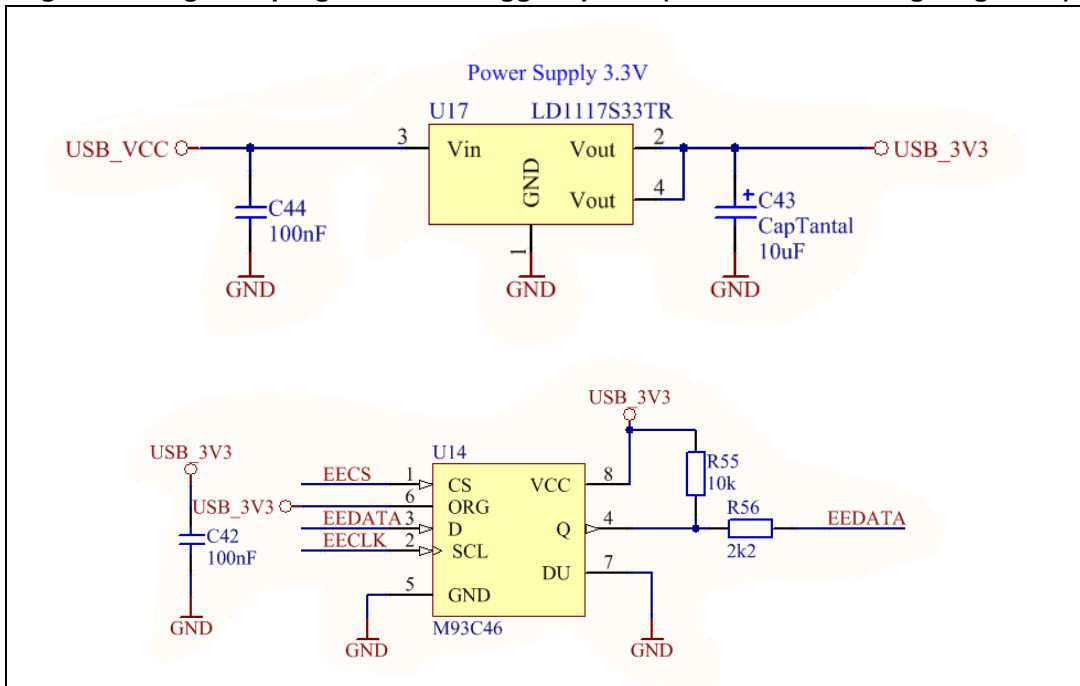 Power Supply 3.3V
U17 LD1117S33TR
USB_VCC 3 Vin Vout 2 USB_3V3
GND
Vout 4
C44
100nF
1
C43
CapTantal
10uF
+
GND GND GND
USB_3V3
USB_3V3
U14
EECS 1 CS VCC 8
R55
10k
USB_3V3 6 ORG
EEDATA 3 D Q 4 R56 EEDATA
2k2
EECLK 2 SCL
C42
100nF
DU 7
5 GND
M93C46
GND GND GND